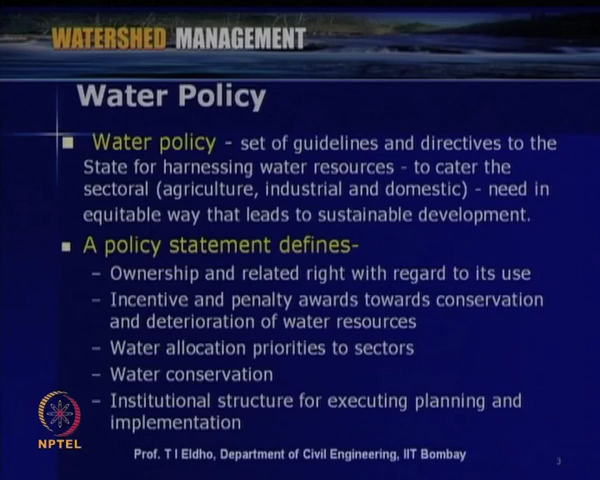 WATERSHED MANAGEMENT
Water Policy
Water policy - set of guidelines and directives to the
State for harnessing water resources - to cater the
sectoral (agriculture, industrial and domestic) - need in
equitable way that leads to sustainable development.
A policy statement defines-
– Ownership and related right with regard to its use
– Incentive and penalty awards towards conservation
and deterioration of water resources
– Water allocation priorities to sectors
– Water conservation
– Institutional structure for executing planning and
implementation
NPTEL
Prof. T I Eldho, Department of Civil Engineering, IIT Bombay
3